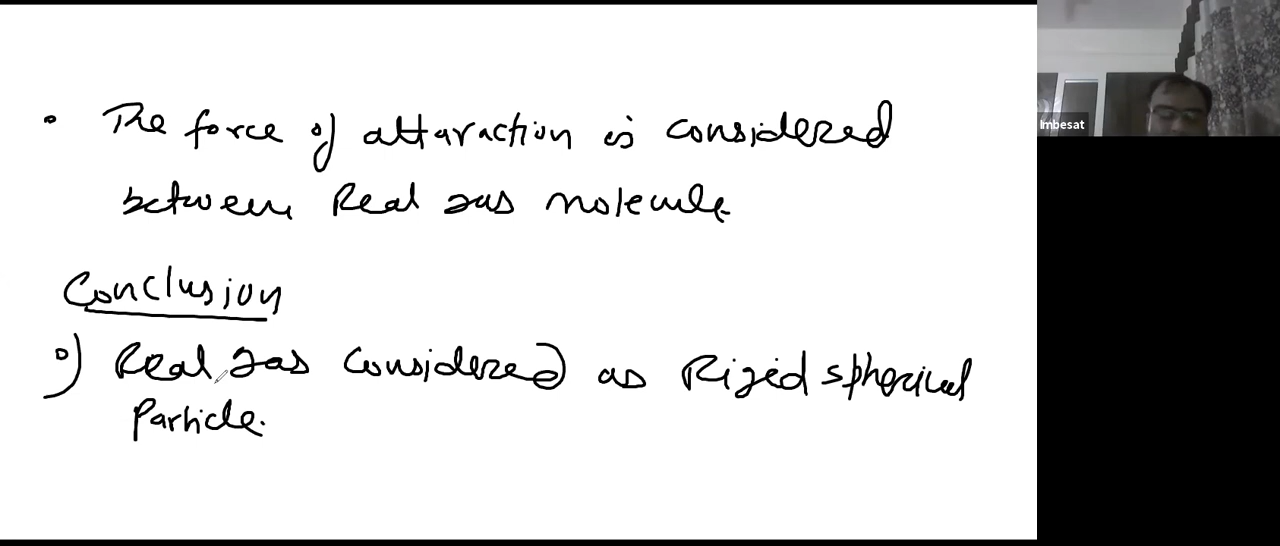 • The force of attaraction is considered
between Real gas molecule
Conclusion
o) Real gas considered as Rigid spherical
Particle.
Imbesat